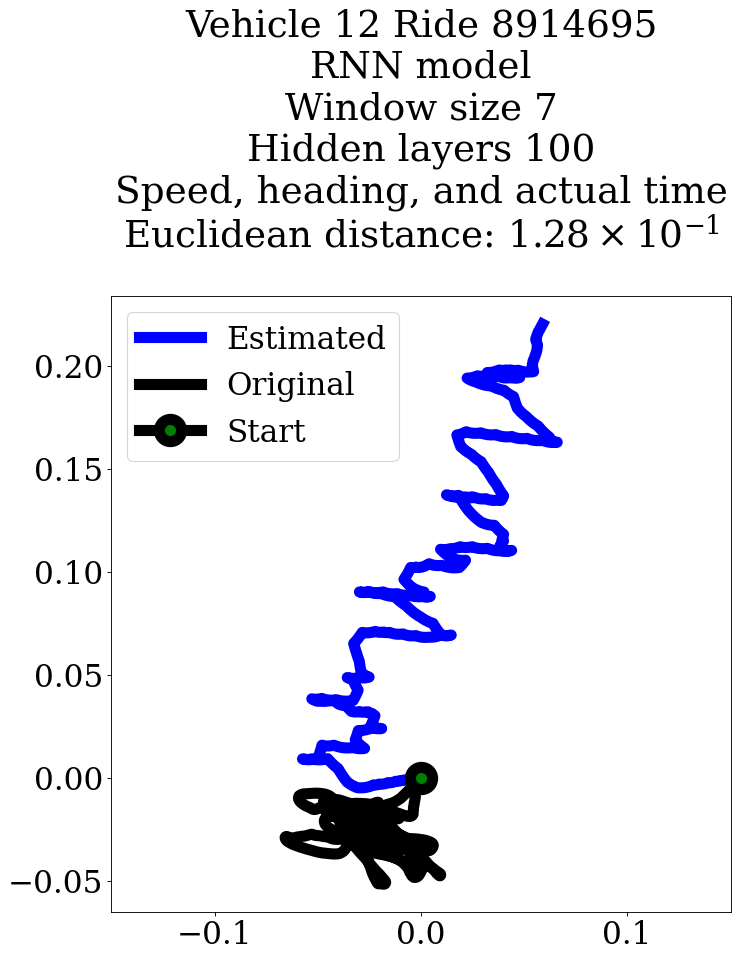 Vehicle 12 Ride 8914695
RNN model
Window size 7
Hidden layers 100
Speed, heading, and actual time
Euclidean distance: 1.28 × 10⁻¹
Estimated
Original
Start
0.20
0.15
0.10
0.05
0.00
−0.05
−0.1 0.0 0.1